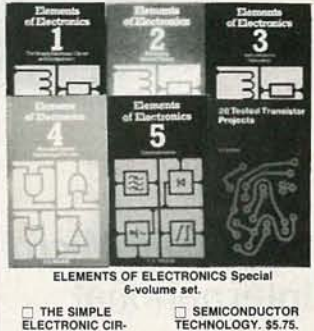 Elements
of Electronics
1
Elements
of Electronics
2
Elements
of Electronics
3
Elements
of Electronics
4
Elements
of Electronics
5
28 Tested Transistor
Projects
ELEMENTS OF ELECTRONICS Special
6-volume set.
□ THE SIMPLE
ELECTRONIC CIR-
□ SEMICONDUCTOR
TECHNOLOGY. $5.75.